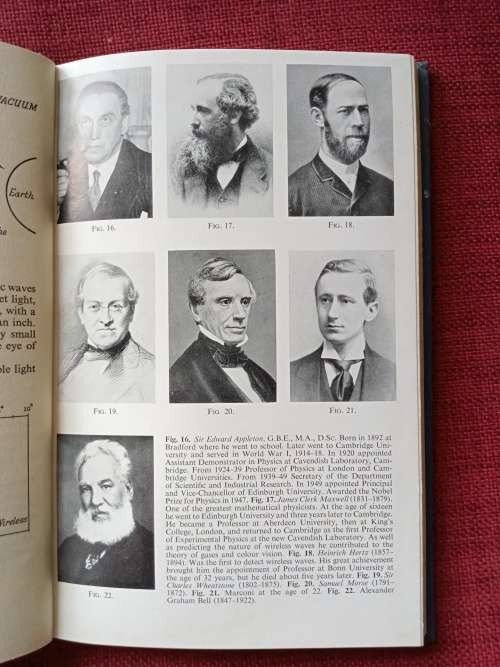 VACUUM
Earth
he
ic waves
et light,
, with a
an inch.
y small
e eye of
ole light
10⁹
Wireless
FIG. 16.
FIG. 17.
FIG. 18.
FIG. 19.
FIG. 20.
FIG. 21.
FIG. 22.
Fig. 16. Sir Edward Appleton, G.B.E., M.A., D.Sc. Born in 1892 at
Bradford where he went to school. Later went to Cambridge Uni-
versity and served in World War I, 1914-18. In 1920 appointed
Assistant Demonstrator in Physics at Cavendish Laboratory, Cam-
bridge. From 1924-39 Professor of Physics at London and Cam-
bridge Universities. From 1939-49 Secretary of the Department
of Scientific and Industrial Research. In 1949 appointed Principal
and Vice-Chancellor of Edinburgh University. Awarded the Nobel
Prize for Physics in 1947. Fig. 17. James Clerk Maxwell (1831-1879).
One of the greatest mathematical physicists. At the age of sixteen
he went to Edinburgh University and three years later to Cambridge.
He became a Professor at Aberdeen University, then at King's
College, London, and returned to Cambridge as the first Professor
of Experimental Physics at the new Cavendish Laboratory. As well
as predicting the nature of wireless waves he contributed to the
theory of gases and colour vision. Fig. 18. Heinrich Hertz (1857-
1894). Was the first to detect wireless waves. His great achievement
brought him the appointment of Professor at Bonn University at
the age of 32 years, but he died about five years later. Fig. 19. Sir
Charles Wheatstone (1802-1875). Fig. 20. Samuel Morse (1791-
1872). Fig. 21. Marconi at the age of 22. Fig. 22. Alexander
Graham Bell (1847-1922).